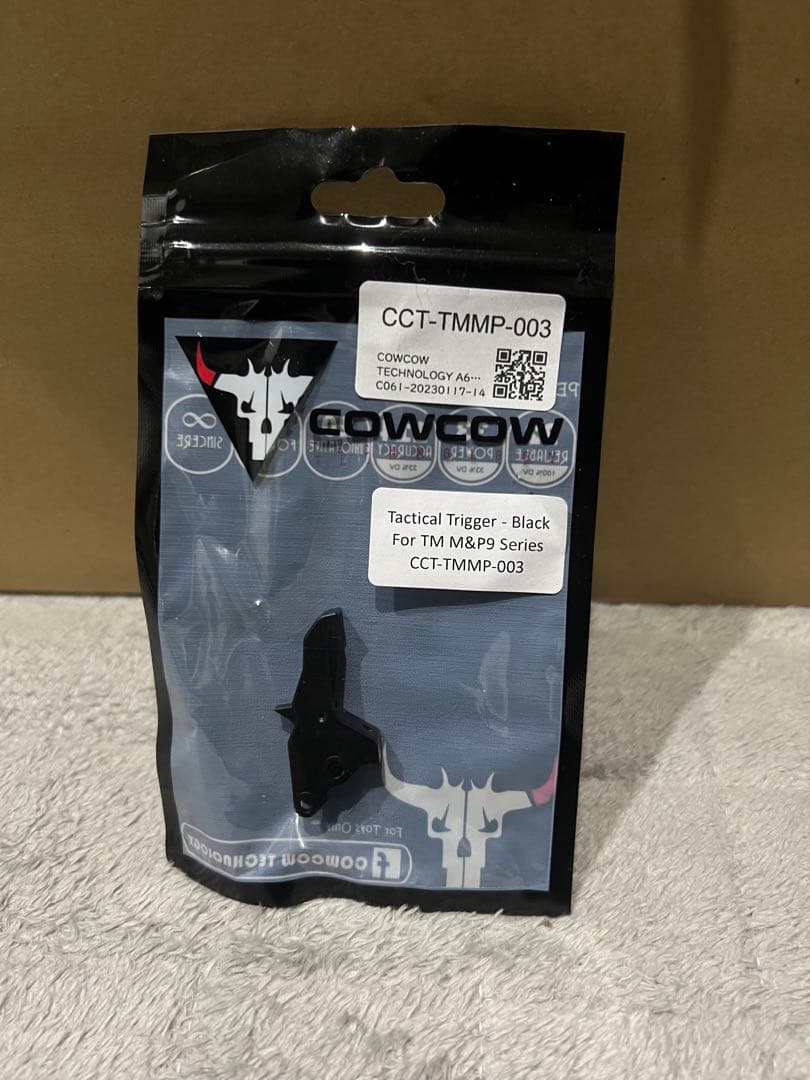 CCT-TMMP-003
COWCOW
TECHNOLOGY A6…
C061-20230117-14
COWCOW
SINCERE
INNOVATIVE
ACCURACY
POWER
RELIABLE
Tactical Trigger - Black
For TM M&P9 Series
CCT-TMMP-003
For Toys Only
COWCOW TECHNOLOGY